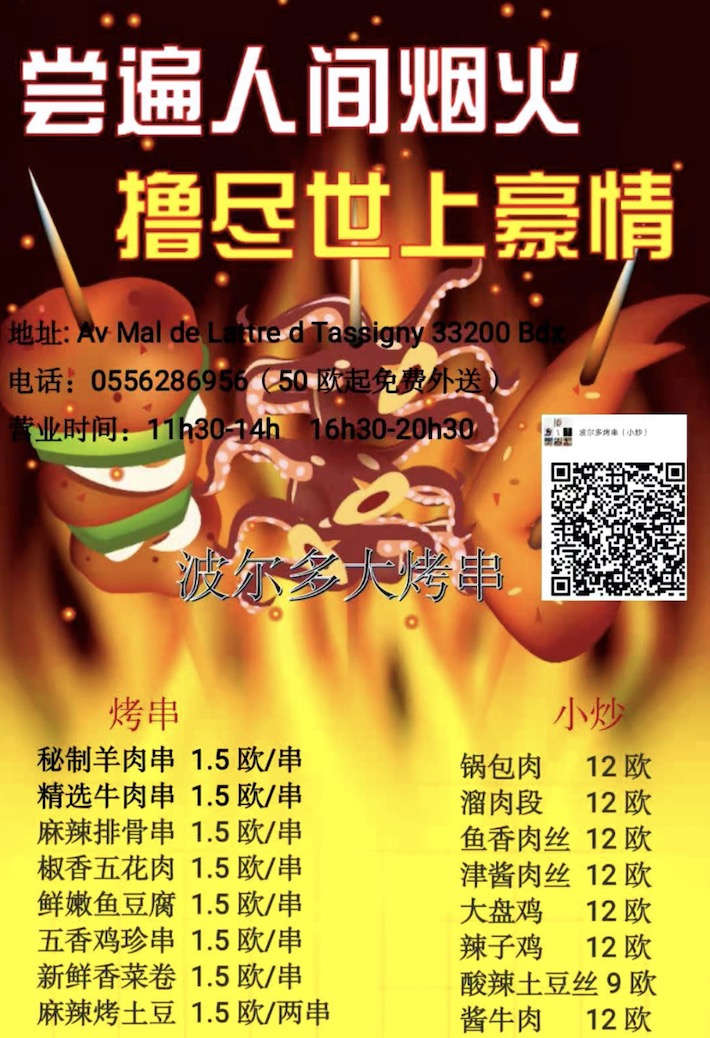 尝遍人间烟火
撸尽世上豪情
地址: Av Mal de Lattre d Tassigny 33200 Bdx
电话：0556286956（50 欧起免费外送）
营业时间：11h30-14h 16h30-20h30
波尔多烤串（小炒）
波尔多大烤串
烤串
秘制羊肉串 1.5 欧/串
精选牛肉串 1.5 欧/串
麻辣排骨串 1.5 欧/串
椒香五花肉 1.5 欧/串
鲜嫩鱼豆腐 1.5 欧/串
五香鸡珍串 1.5 欧/串
新鲜香菜卷 1.5 欧/串
麻辣烤土豆 1.5 欧/两串
小炒
锅包肉 12 欧
溜肉段 12 欧
鱼香肉丝 12 欧
津酱肉丝 12 欧
大盘鸡 12 欧
辣子鸡 12 欧
酸辣土豆丝 9 欧
酱牛肉 12 欧